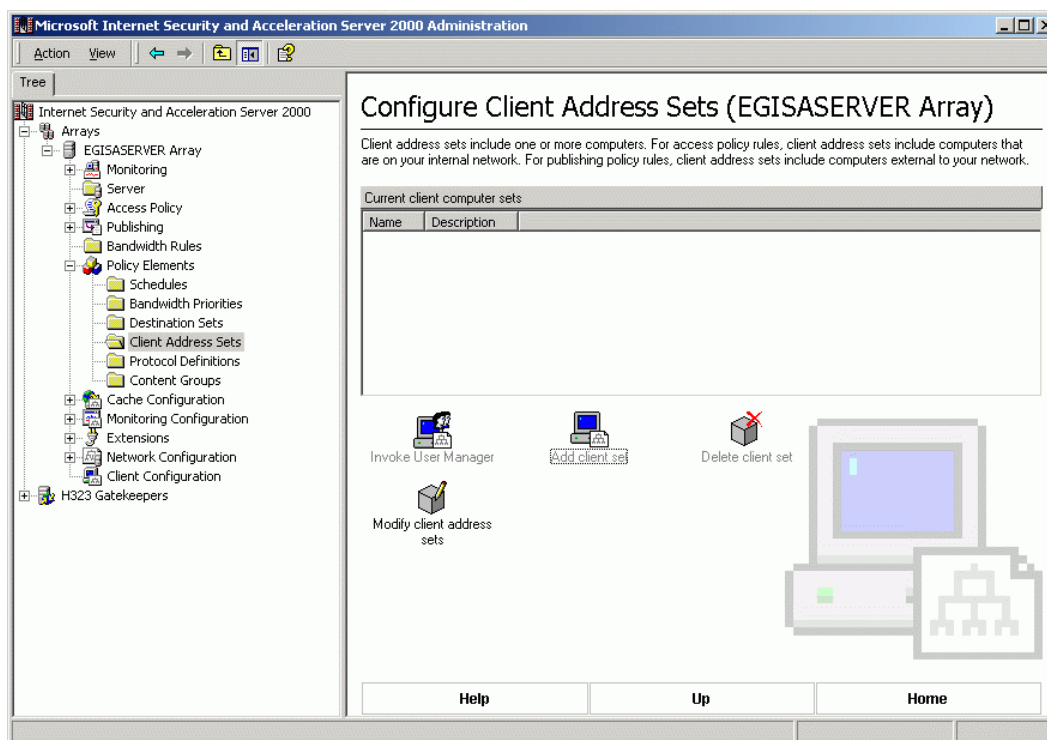 Microsoft Internet Security and Acceleration Server 2000 Administration
Action View
Tree
Internet Security and Acceleration Server 2000
Arrays
EGISASERVER Array
Monitoring
Server
Access Policy
Publishing
Bandwidth Rules
Policy Elements
Schedules
Bandwidth Priorities
Destination Sets
Client Address Sets
Protocol Definitions
Content Groups
Cache Configuration
Monitoring Configuration
Extensions
Network Configuration
Client Configuration
H323 Gatekeepers
Configure Client Address Sets (EGISASERVER Array)
Client address sets include one or more computers. For access policy rules, client address sets include computers that
are on your internal network. For publishing policy rules, client address sets include computers external to your network.
Current client computer sets
Name Description
Invoke User Manager
Add client set
Delete client set
Modify client address
sets
Help Up Home